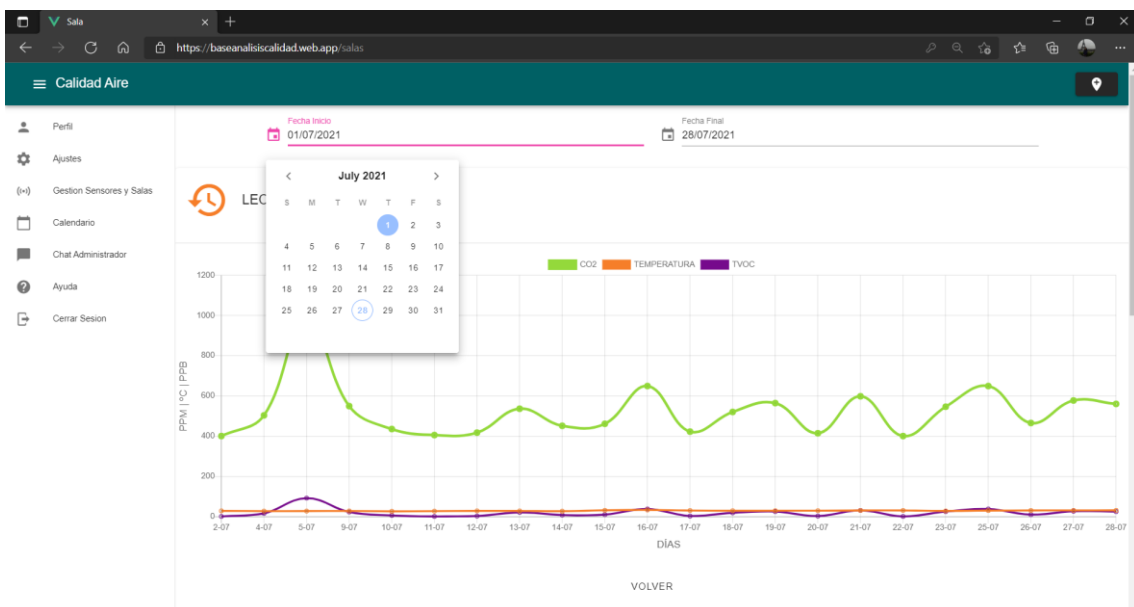 Sala
https://baseanalisiscalidad.web.app/salas
Calidad Aire
Perfil
Ajustes
Gestion Sensores y Salas
Calendario
Chat Administrador
Ayuda
Cerrar Sesion
Fecha Inicio
01/07/2021
Fecha Final
28/07/2021
July 2021
S M T W T F S
1 2 3
4 5 6 7 8 9 10
11 12 13 14 15 16 17
18 19 20 21 22 23 24
25 26 27 28 29 30 31
LEC
CO2 TEMPERATURA TVOC
PPM | ºC | PPB
1200
1000
800
600
400
200
0
2-07 4-07 5-07 9-07 10-07 11-07 12-07 13-07 14-07 15-07 16-07 17-07 18-07 19-07 20-07 21-07 22-07 23-07 25-07 26-07 27-07 28-07
DÍAS
VOLVER